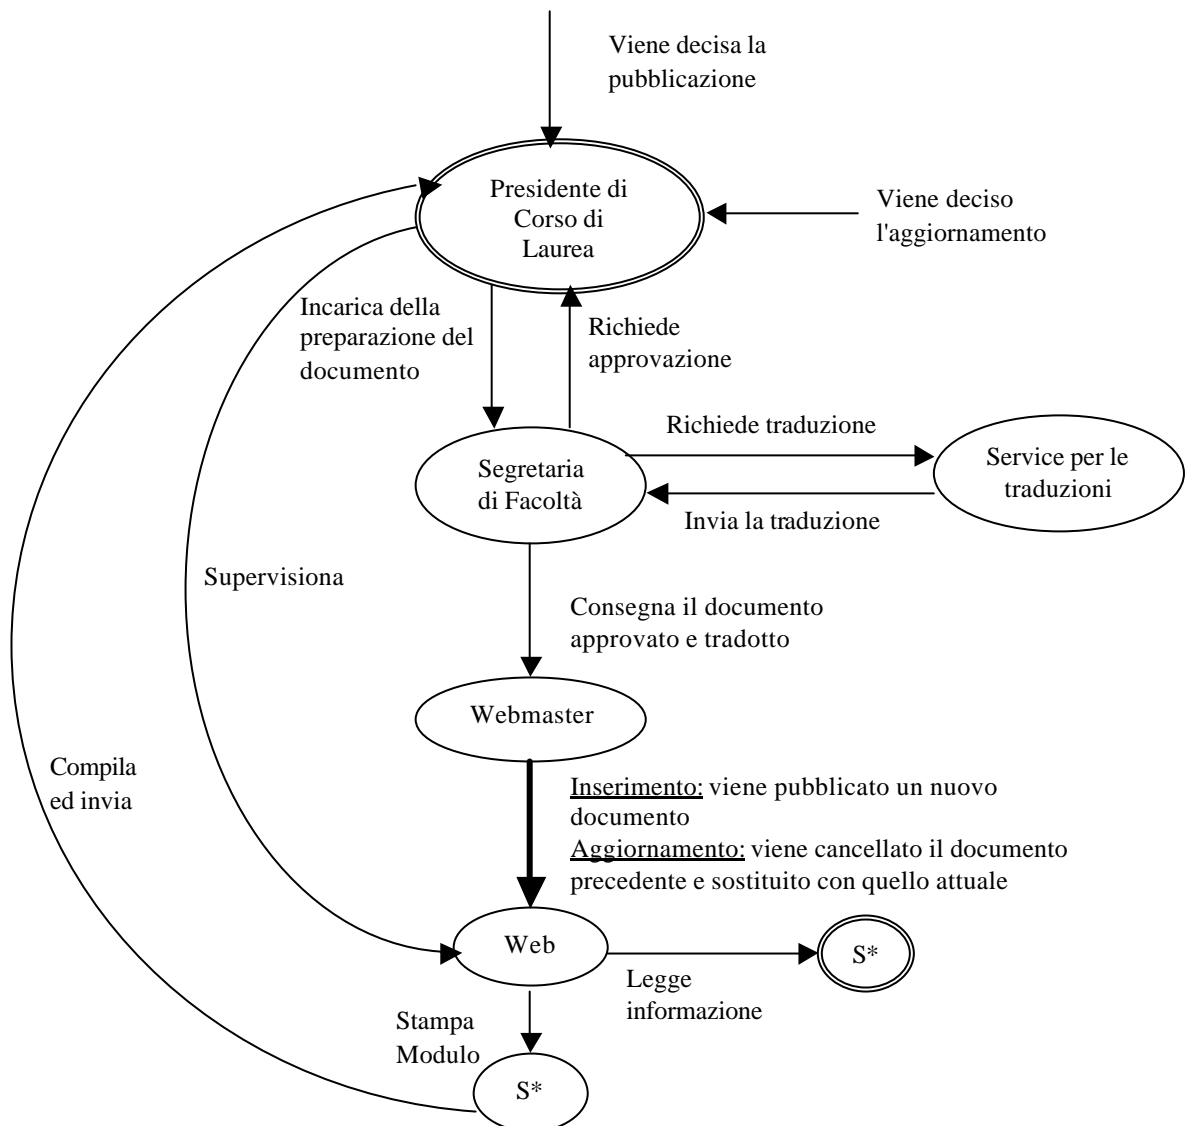 Viene decisa la
pubblicazione
Presidente di
Corso di
Laurea
Viene deciso
l'aggiornamento
Incarica della
preparazione del
documento
Richiede
approvazione
Richiede traduzione
Segretaria
di Facoltà
Service per le
traduzioni
Invia la traduzione
Supervisiona
Consegna il documento
approvato e tradotto
Webmaster
Compila
ed invia
Inserimento: viene pubblicato un nuovo
documento
Aggiornamento: viene cancellato il documento
precedente e sostituito con quello attuale
Web
S*
Legge
informazione
Stampa
Modulo
S*